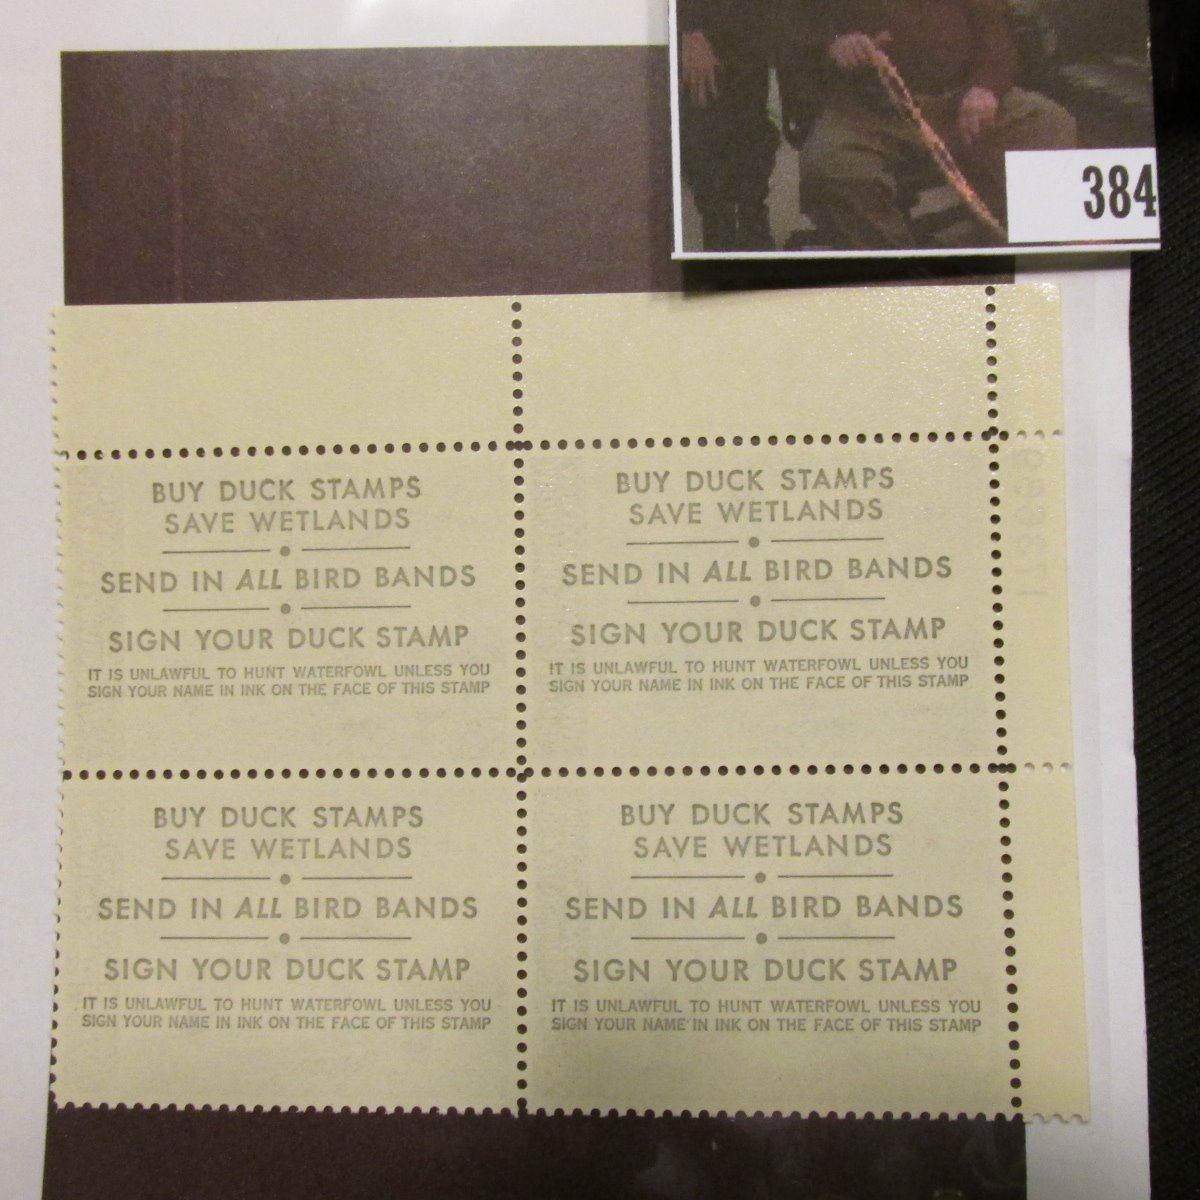 384
BUY DUCK STAMPS
SAVE WETLANDS
SEND IN ALL BIRD BANDS
SIGN YOUR DUCK STAMP
IT IS UNLAWFUL TO HUNT WATERFOWL UNLESS YOU
SIGN YOUR NAME IN INK ON THE FACE OF THIS STAMP
BUY DUCK STAMPS
SAVE WETLANDS
SEND IN ALL BIRD BANDS
SIGN YOUR DUCK STAMP
IT IS UNLAWFUL TO HUNT WATERFOWL UNLESS YOU
SIGN YOUR NAME IN INK ON THE FACE OF THIS STAMP
BUY DUCK STAMPS
SAVE WETLANDS
SEND IN ALL BIRD BANDS
SIGN YOUR DUCK STAMP
IT IS UNLAWFUL TO HUNT WATERFOWL UNLESS YOU
SIGN YOUR NAME IN INK ON THE FACE OF THIS STAMP
BUY DUCK STAMPS
SAVE WETLANDS
SEND IN ALL BIRD BANDS
SIGN YOUR DUCK STAMP
IT IS UNLAWFUL TO HUNT WATERFOWL UNLESS YOU
SIGN YOUR NAME IN INK ON THE FACE OF THIS STAMP